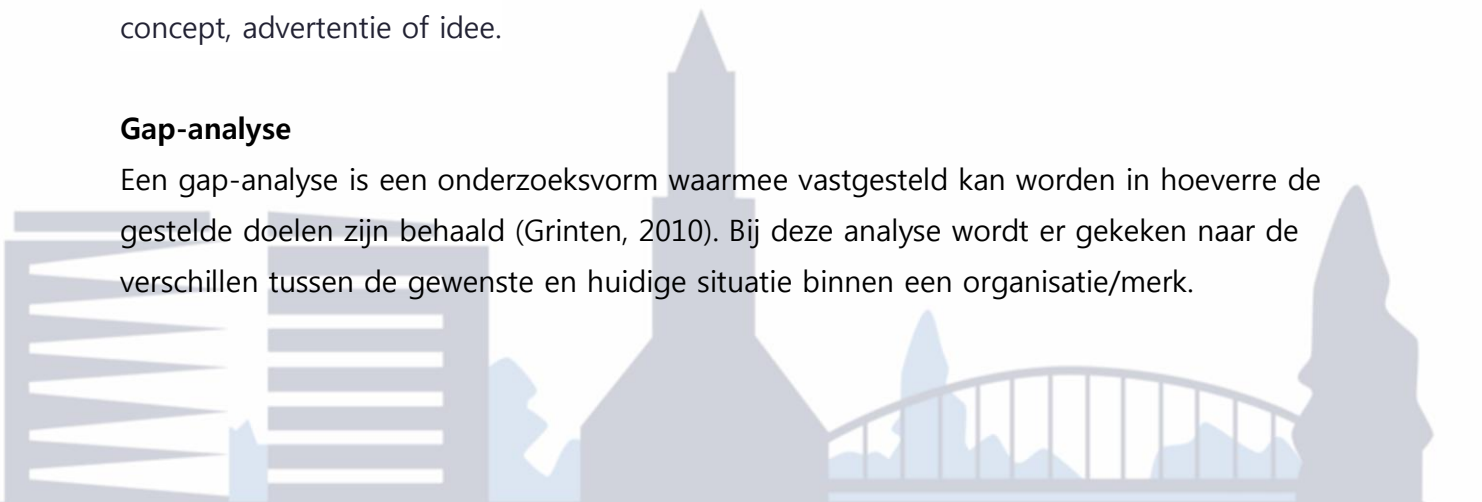 concept, advertentie of idee.
Gap-analyse
Een gap-analyse is een onderzoeksvorm waarmee vastgesteld kan worden in hoeverre de
gestelde doelen zijn behaald (Grinten, 2010). Bij deze analyse wordt er gekeken naar de
verschillen tussen de gewenste en huidige situatie binnen een organisatie/merk.